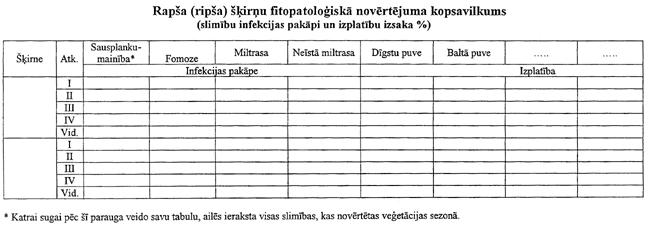 Rapša (ripša) šķirņu fitopatoloģiskā novērtējuma kopsavilkums
(slimību infekcijas pakāpi un izplatību izsaka %)
Šķirne Atk. Sausplanku-mainība* Fomoze Miltrasa Neīstā miltrasa Dīgstu puve Baltā puve ..... .....
Infekcijas pakāpe Izplatība
I
II
III
IV
Vid.
I
II
III
IV
Vid.
* Katrai sugai pēc šī parauga veido savu tabulu, ailēs ieraksta visas slimības, kas novērtētas veģetācijas sezonā.